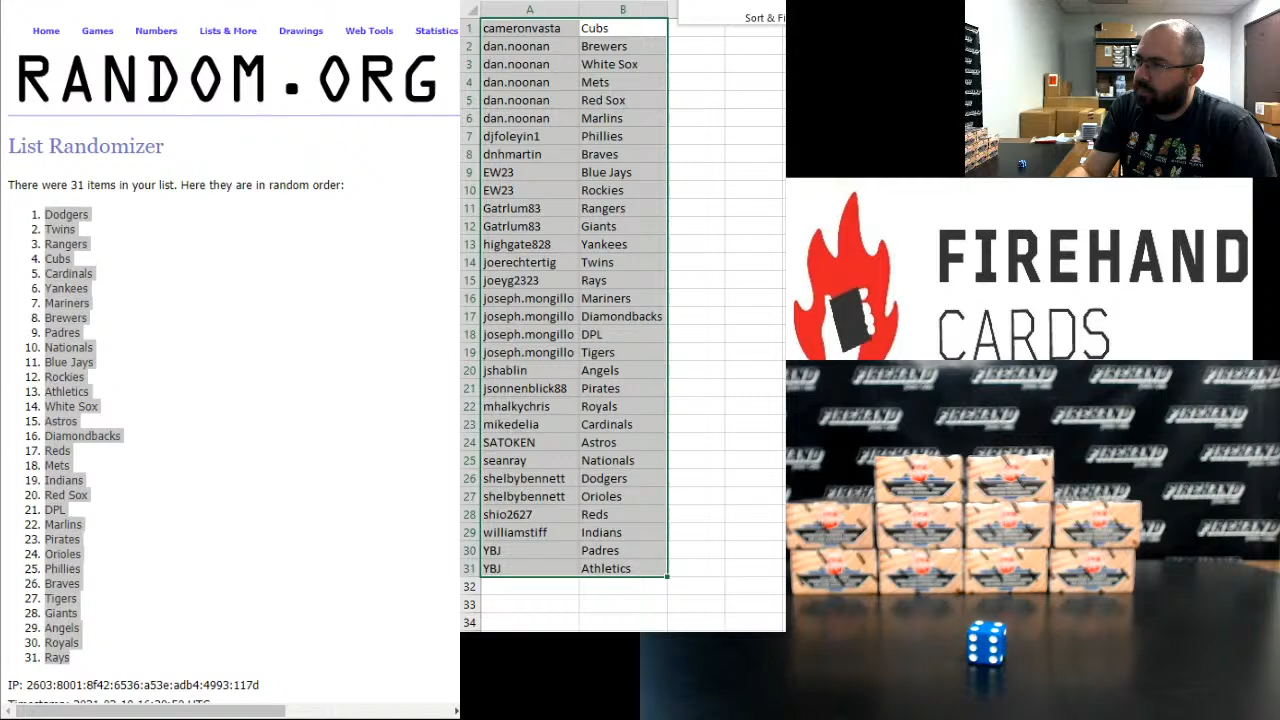 Home Games Numbers Lists & More Drawings Web Tools Statistics
RANDOM.ORG
List Randomizer
There were 31 items in your list. Here they are in random order:
1. Dodgers
2. Twins
3. Rangers
4. Cubs
5. Cardinals
6. Yankees
7. Mariners
8. Brewers
9. Padres
10. Nationals
11. Blue Jays
12. Rockies
13. Athletics
14. White Sox
15. Astros
16. Diamondbacks
17. Reds
18. Mets
19. Indians
20. Red Sox
21. DPL
22. Marlins
23. Pirates
24. Orioles
25. Phillies
26. Braves
27. Tigers
28. Giants
29. Angels
30. Royals
31. Rays
IP: 2603:8001:8f42:6536:a53e:adb4:4993:117d
Sort & Fi
A B
1 cameronvasta Cubs
2 dan.noonan Brewers
3 dan.noonan White Sox
4 dan.noonan Mets
5 dan.noonan Red Sox
6 dan.noonan Marlins
7 djfoleyin1 Phillies
8 dnhmartin Braves
9 EW23 Blue Jays
10 EW23 Rockies
11 Gatrlum83 Rangers
12 Gatrlum83 Giants
13 highgate828 Yankees
14 joerechtertig Twins
15 joeyg2323 Rays
16 joseph.mongillo Mariners
17 joseph.mongillo Diamondbacks
18 joseph.mongillo DPL
19 joseph.mongillo Tigers
20 jshablin Angels
21 jsonnenblick88 Pirates
22 mhalkychris Royals
23 mikedelia Cardinals
24 SATOKEN Astros
25 seanray Nationals
26 shelbybennett Dodgers
27 shelbybennett Orioles
28 shio2627 Reds
29 williamstiff Indians
30 YBJ Padres
31 YBJ Athletics
32
33
34
FIREHAND
CARDS
FIREHAND FIREHAND FIREHAND
FIREHAND FIREHAND FIREHAND FIREHAND